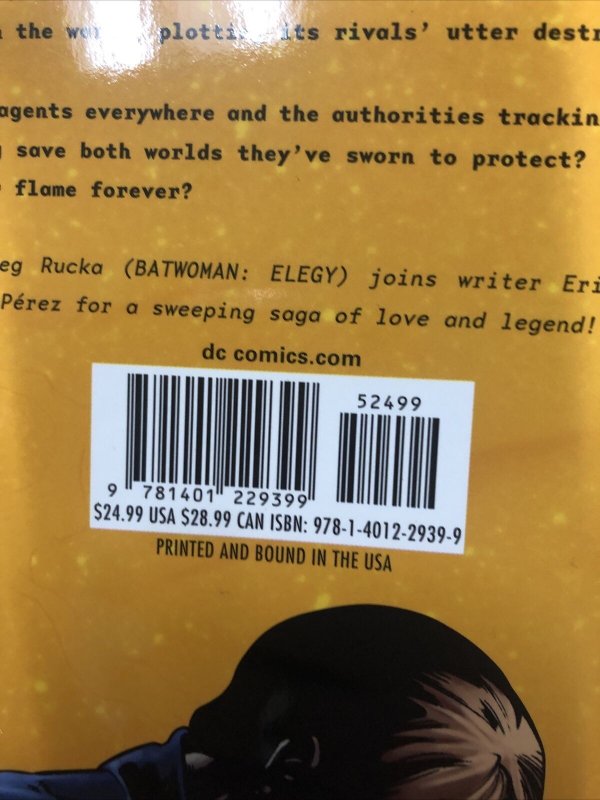 the plotti its rivals' utter destr
agents everywhere and the authorities trackin
save both worlds they've sworn to protect?
flame forever?
eg Rucka (BATWOMAN: ELEGY) joins writer Eri
Pérez for a sweeping saga of love and legend!
dc comics.com
52499
9 781401 229399
$24.99 USA $28.99 CAN ISBN: 978-1-4012-2939-9
PRINTED AND BOUND IN THE USA